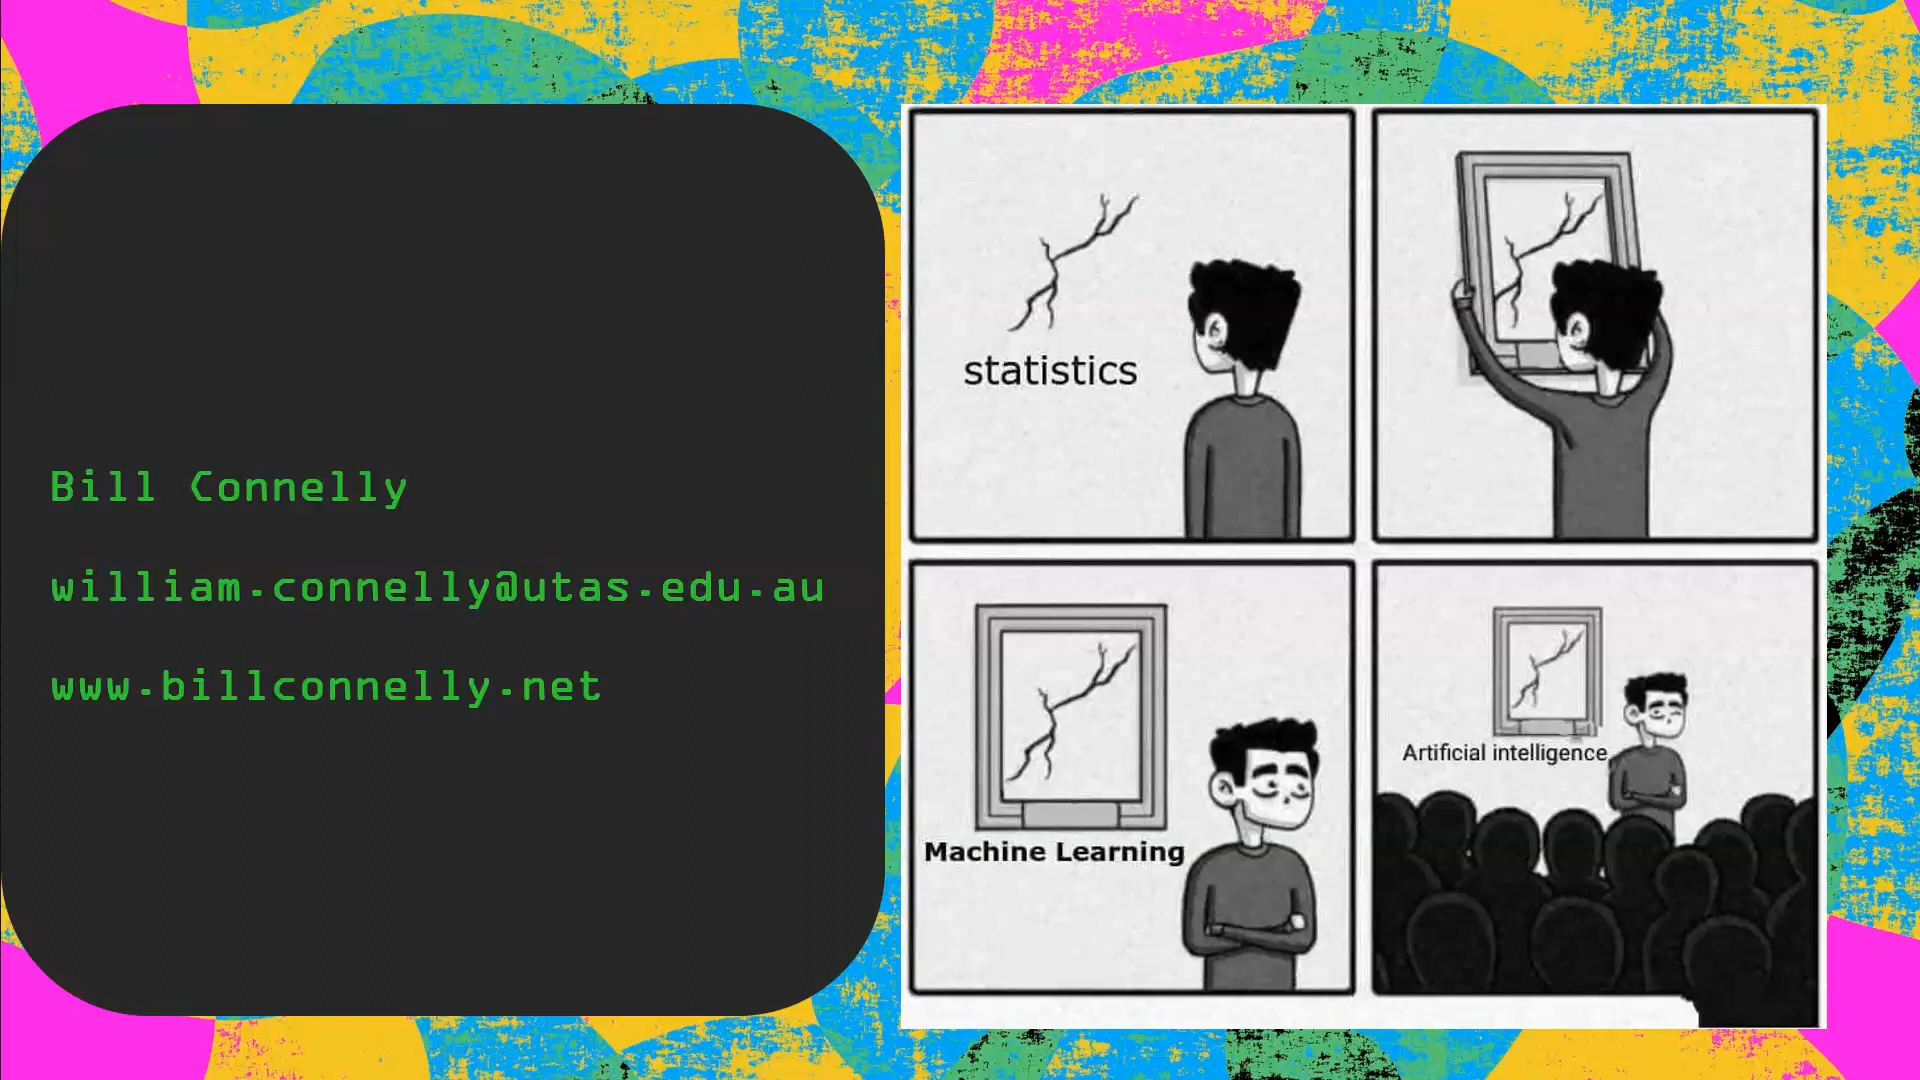 Bill Connelly
william.connelly@utas.edu.au
www.billconnelly.net
statistics
Machine Learning
Artificial intelligence